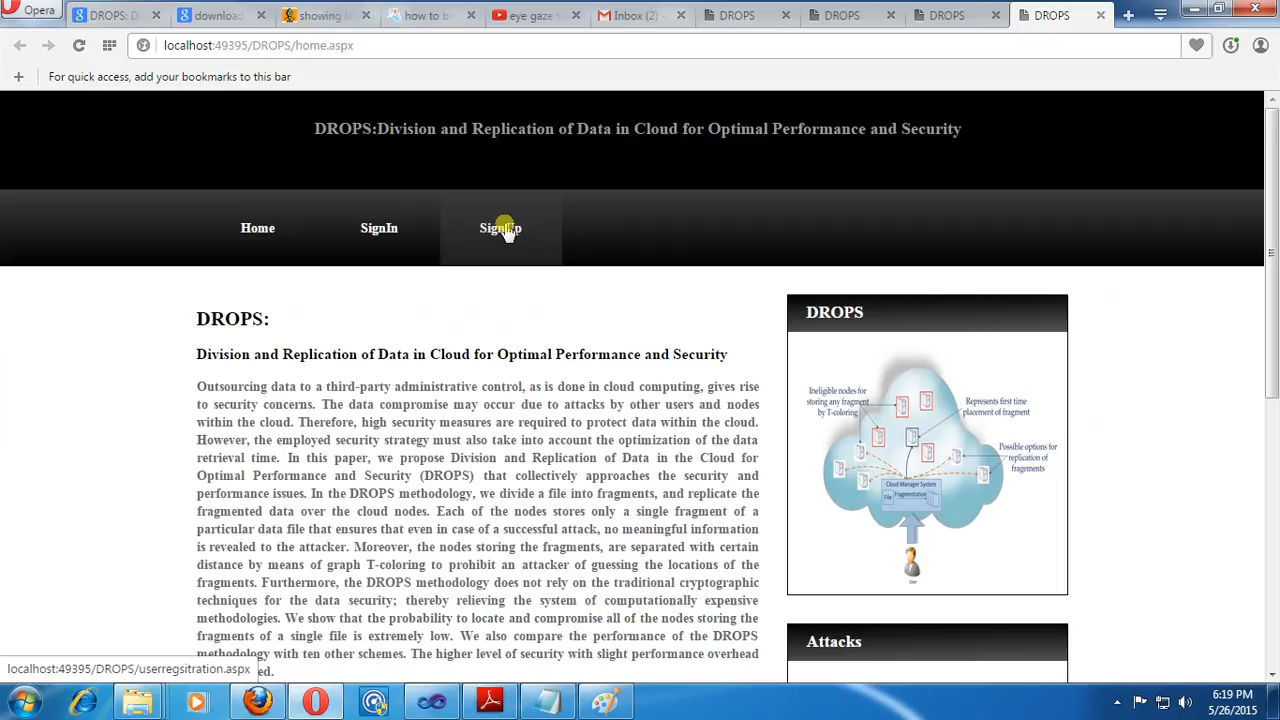 Opera
DROPS: D
download
showing
how to b
eye gaze
Inbox (2)
DROPS
DROPS
DROPS
DROPS
localhost:49395/DROPS/home.aspx
For quick access, add your bookmarks to this bar
DROPS:Division and Replication of Data in Cloud for Optimal Performance and Security
Home
SignIn
SignUp
DROPS:
Division and Replication of Data in Cloud for Optimal Performance and Security
Outsourcing data to a third-party administrative control, as is done in cloud computing, gives rise
to security concerns. The data compromise may occur due to attacks by other users and nodes
within the cloud. Therefore, high security measures are required to protect data within the cloud.
However, the employed security strategy must also take into account the optimization of the data
retrieval time. In this paper, we propose Division and Replication of Data in the Cloud for
Optimal Performance and Security (DROPS) that collectively approaches the security and
performance issues. In the DROPS methodology, we divide a file into fragments, and replicate the
fragmented data over the cloud nodes. Each of the nodes stores only a single fragment of a
particular data file that ensures that even in case of a successful attack, no meaningful information
is revealed to the attacker. Moreover, the nodes storing the fragments, are separated with certain
distance by means of graph T-coloring to prohibit an attacker of guessing the locations of the
fragments. Furthermore, the DROPS methodology does not rely on the traditional cryptographic
techniques for the data security; thereby relieving the system of computationally expensive
methodologies. We show that the probability to locate and compromise all of the nodes storing the
fragments of a single file is extremely low. We also compare the performance of the DROPS
methodology with ten other schemes. The higher level of security with slight performance overhead
ed.
DROPS
Ineligible nodes for
storing any fragment
by T-coloring
Represents first time
placement of fragment
Possible options for
replication of
fragements
Cloud Manager System
File
Fragmentation
User
Attacks
localhost:49395/DROPS/userregsitration.aspx
6:19 PM
5/26/2015